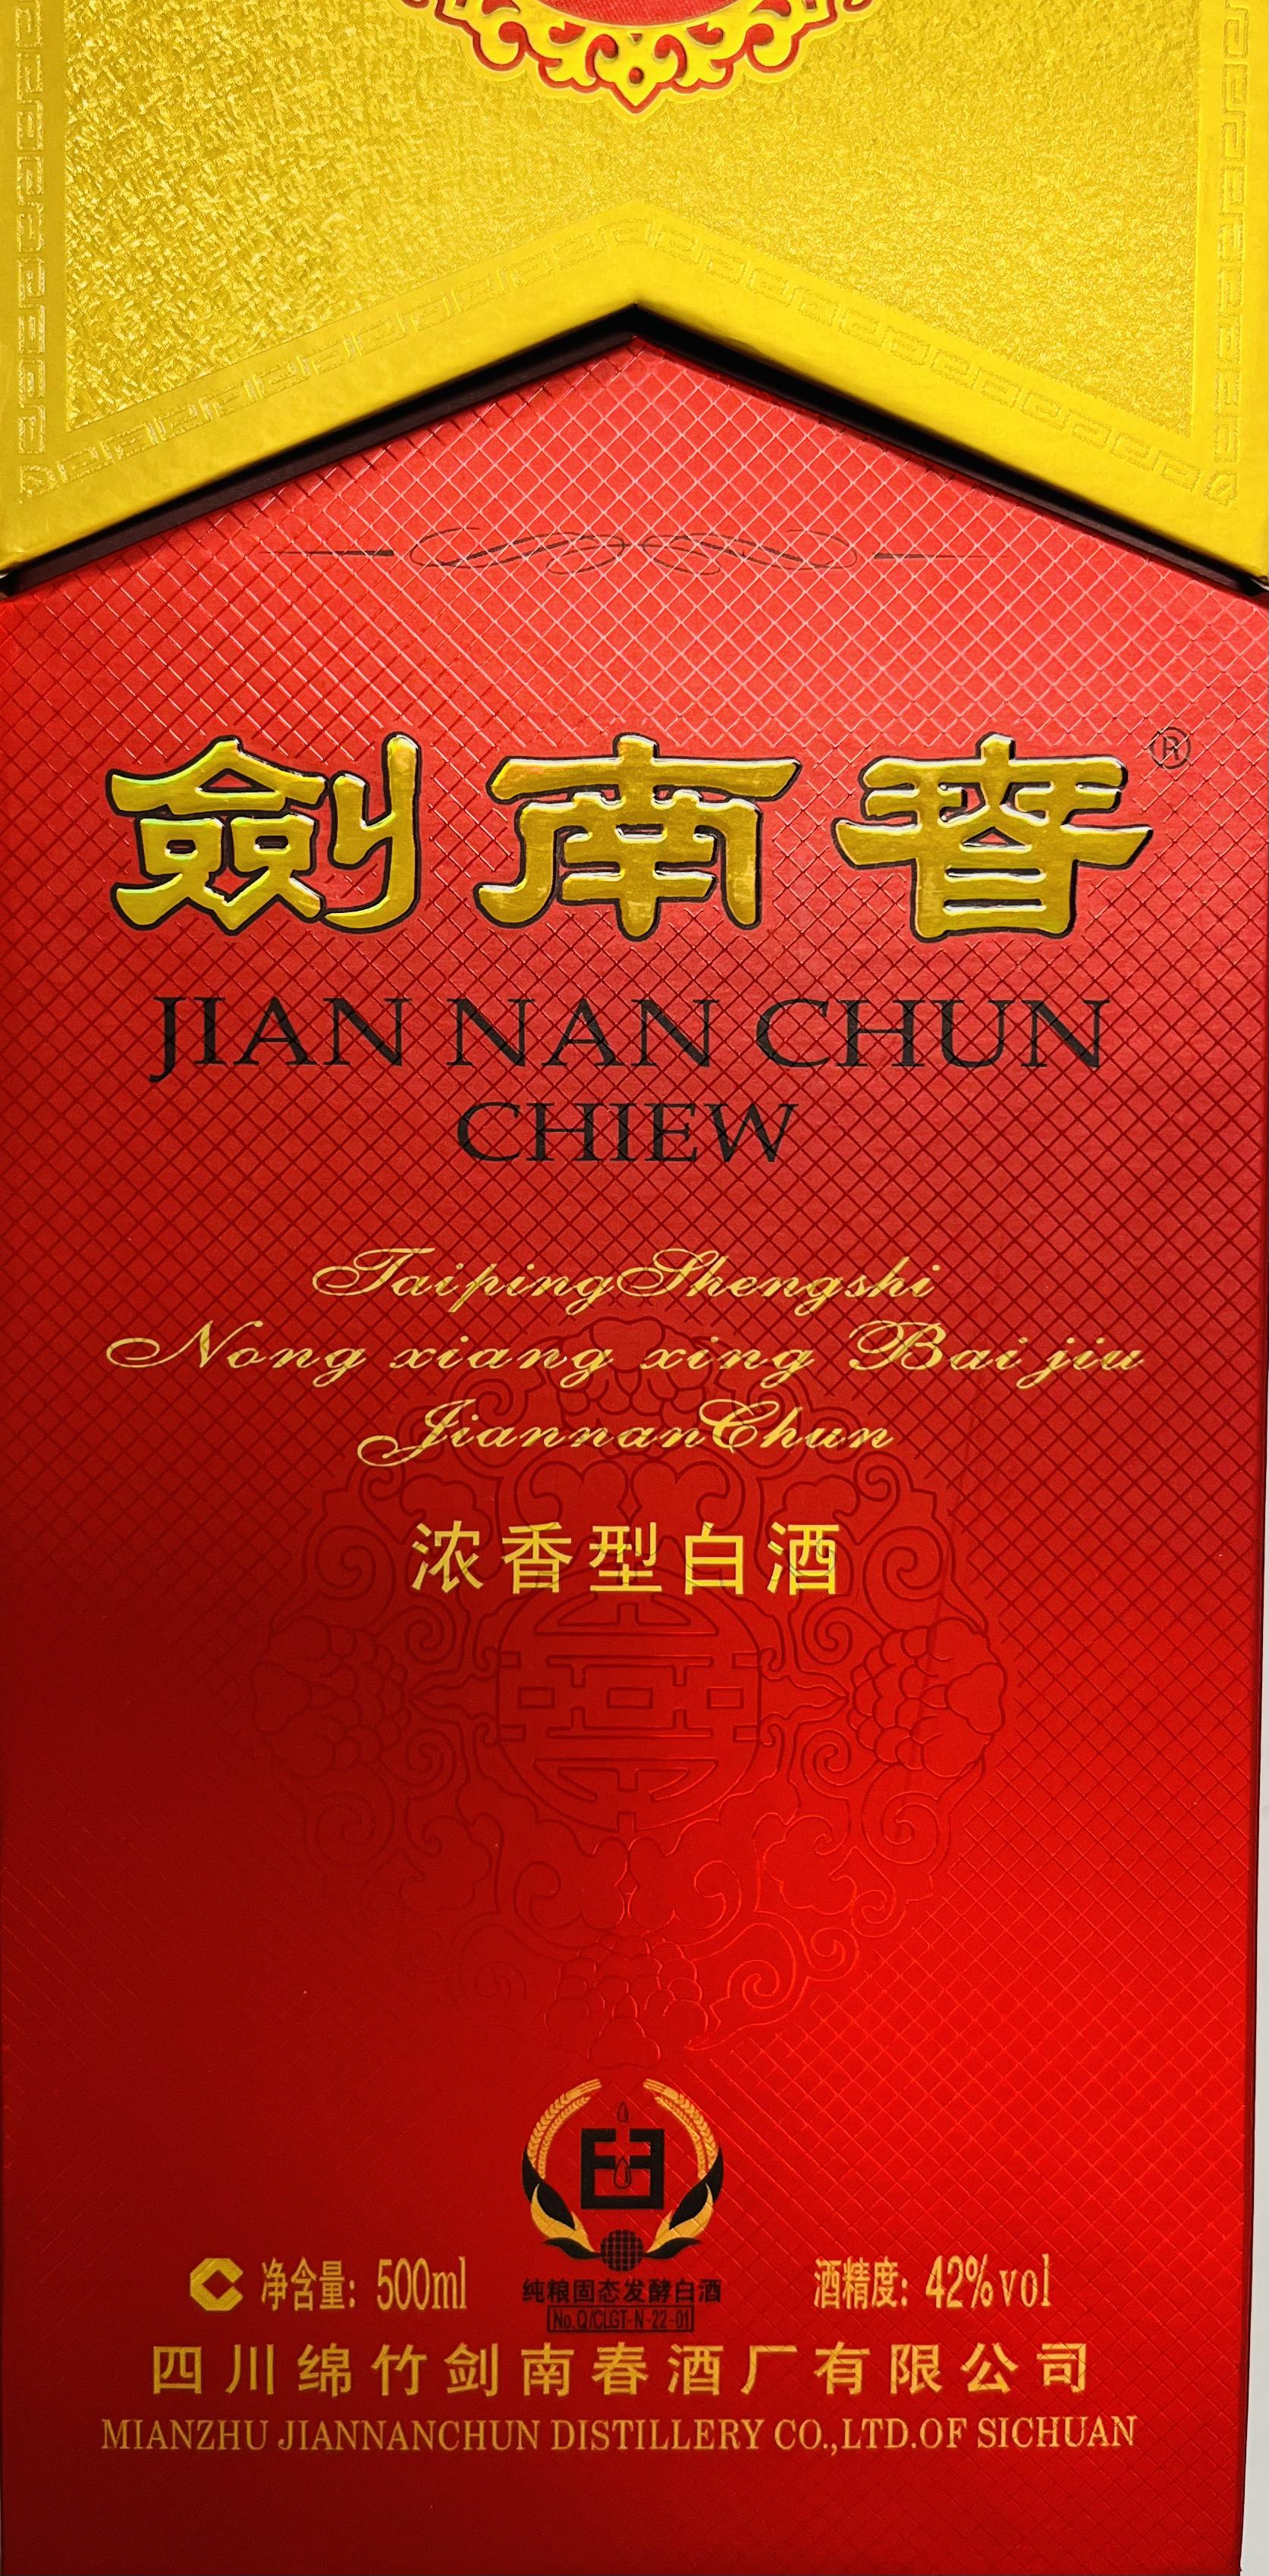 劍南春®
JIAN NAN CHUN
CHIEW
TaipingShengshi
Nong xiang xing Bai jiu
JiannanChun
浓香型白酒
净含量: 500ml
纯粮固态发酵白酒
No.Q/CLGT-N-22-01
酒精度: 42%vol
四川绵竹剑南春酒厂有限公司
MIANZHU JIANNANCHUN DISTILLERY CO.,LTD.OF SICHUAN